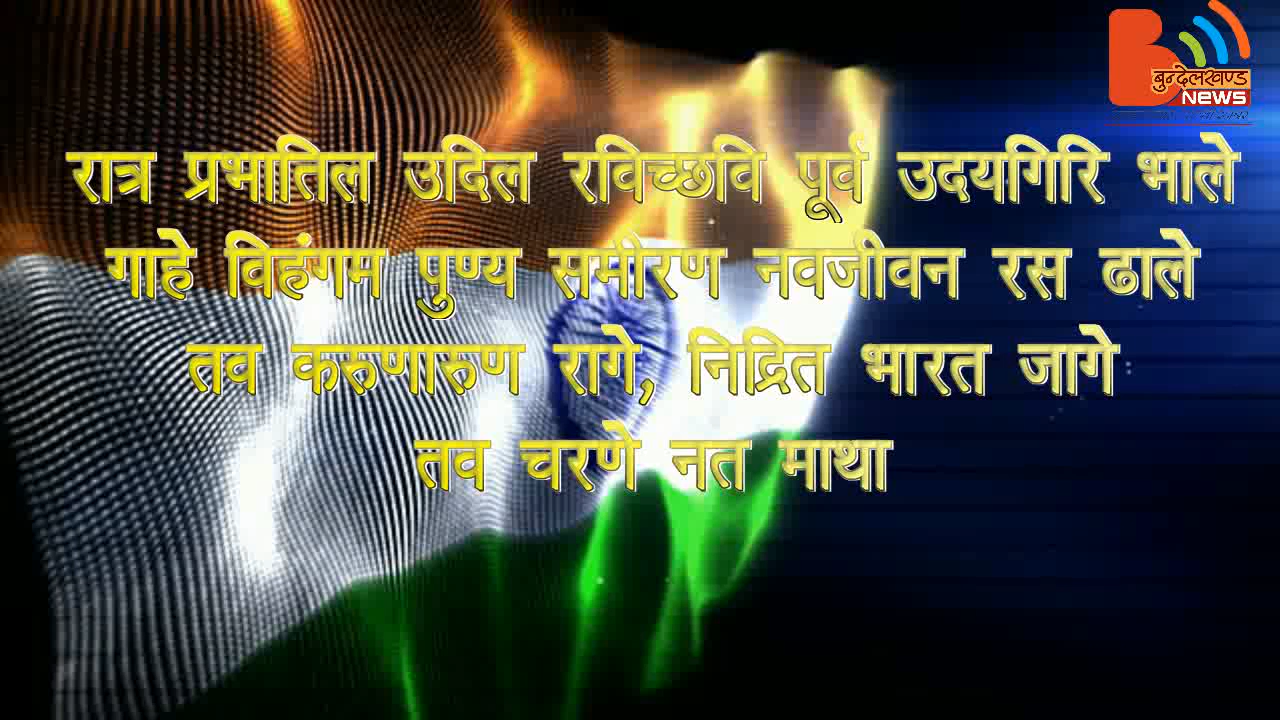 बुन्देलखण्ड
NEWS
रात्र प्रभातिल उदिल रविच्छवि पूर्व उदयगिरि भाले
गाहे विहंगम पुण्य समीरण नवजीवन रस ढाले
तव करुणारुण रागे, निद्रित भारत जागे
तव चरणे नत माथा